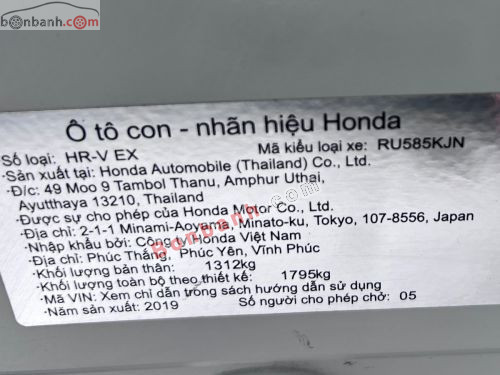 bonbanh.com
Ô tô con - nhãn hiệu Honda
Số loại: HR-V EX Mã kiểu loại xe: RU585KJN
-Sản xuất tại: Honda Automobile (Thailand) Co., Ltd.
-Đ/c: 49 Moo 9 Tambol Thanu, Amphur Uthai,
Ayutthaya 13210, Thailand
-Được sự cho phép của Honda Motor Co., Ltd.
-Địa chỉ: 2-1-1 Minami-Aoyama, Minato-ku, Tokyo, 107-8556, Japan
-Nhập khẩu bởi: Công ty Honda Việt Nam
-Địa chỉ: Phúc Thắng, Phúc Yên, Vĩnh Phúc
-Khối lượng bản thân: 1312kg
-Khối lượng toàn bộ theo thiết kế: 1795kg
-Mã VIN: Xem chỉ dẫn trong sách hướng dẫn sử dụng
-Năm sản xuất: 2019 Số người cho phép chở: 05
Bonbanh.com